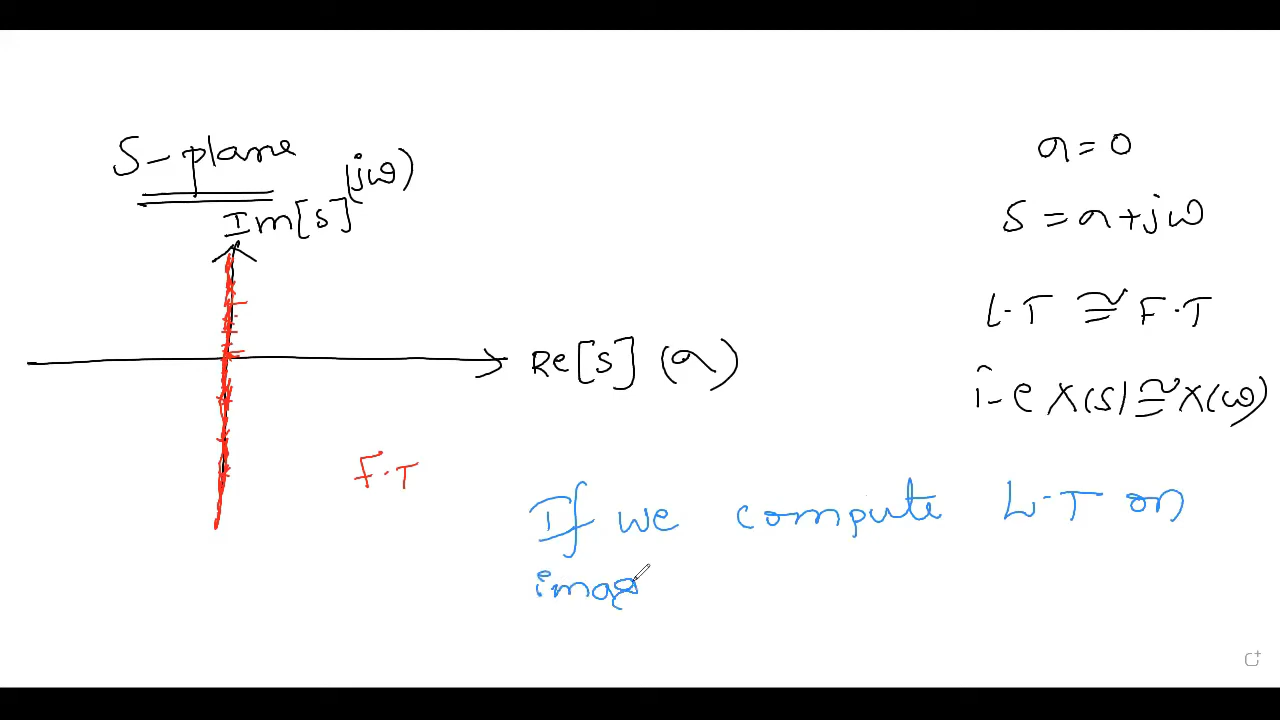 S-plane
(jω)
Im[s]
Re[s] (σ)
F.T
σ = 0
S = σ+jω
L.T ≅ F.T
i-e X(s) ≅ X(ω)
If we compute L.T on
imag